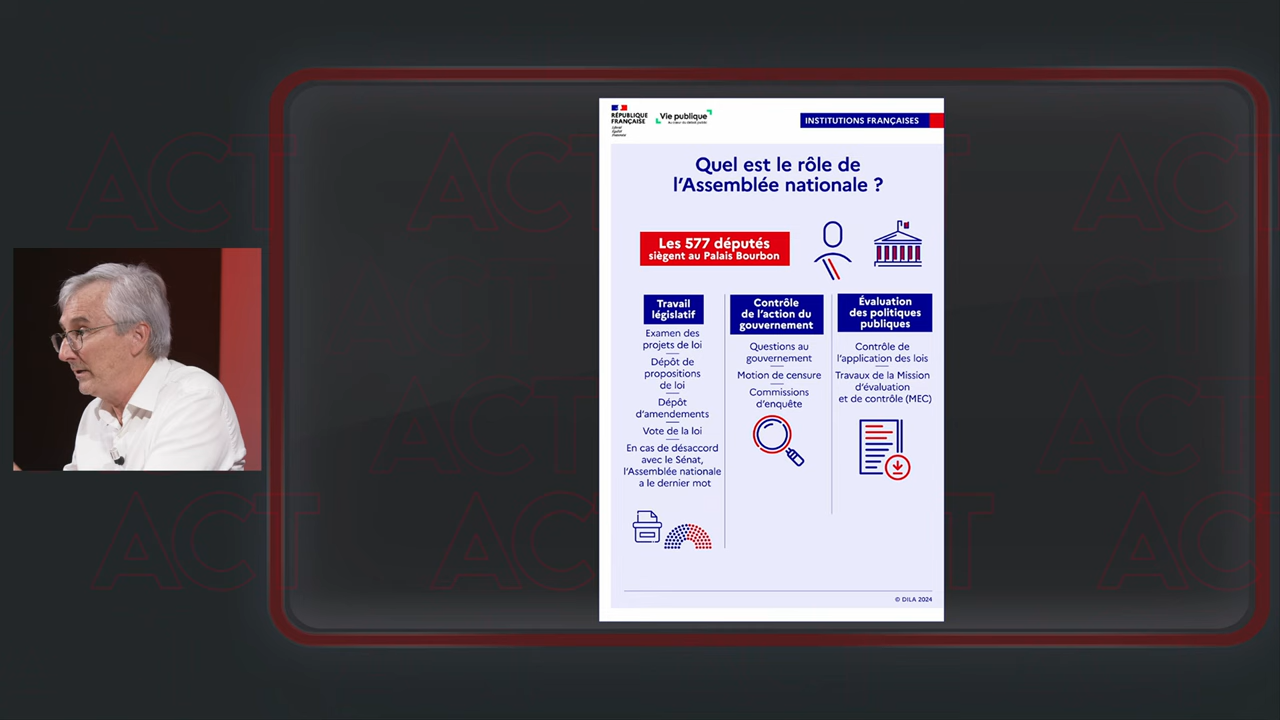 ACT
RÉPUBLIQUE
FRANÇAISE
Liberté
Égalité
Fraternité
Vie publique
INSTITUTIONS FRANÇAISES
Quel est le rôle de
l'Assemblée nationale ?
Les 577 députés
siègent au Palais Bourbon
Travail
législatif
Examen des
projets de loi
Dépôt de
propositions
de loi
Dépôt
d'amendements
Vote de la loi
En cas de désaccord
avec le Sénat,
l'Assemblée nationale
a le dernier mot
Contrôle
de l'action du
gouvernement
Questions au
gouvernement
Motion de censure
Commissions
d'enquête
Évaluation
des politiques
publiques
Contrôle de
l'application des lois
Travaux de la Mission
d'évaluation
et de contrôle (MEC)
© DILA 2024